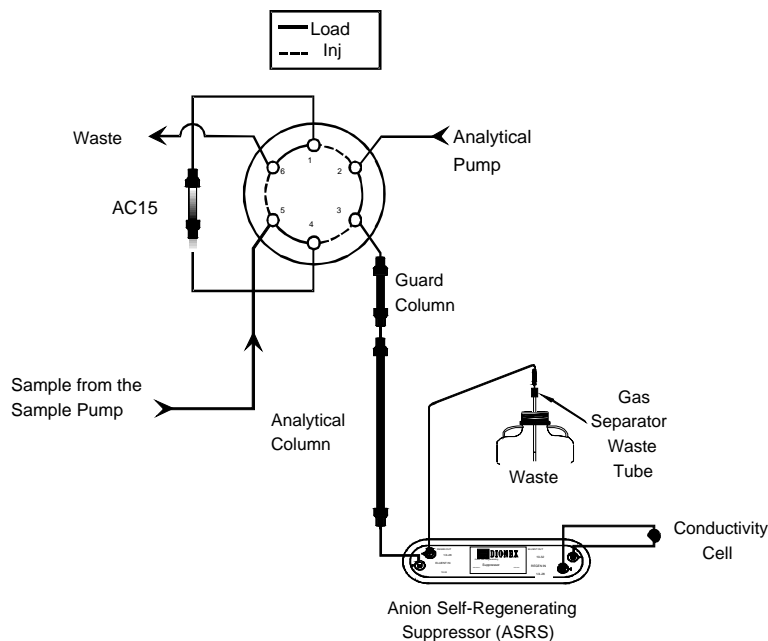 Load
Inj
Waste
Analytical
Pump
1
6
2
AC15
5
3
4
Guard
Column
Sample from the
Sample Pump
Analytical
Column
Gas
Separator
Waste
Tube
Waste
DIONEX
Suppressor
Conductivity
Cell
Anion Self-Regenerating
Suppressor (ASRS)